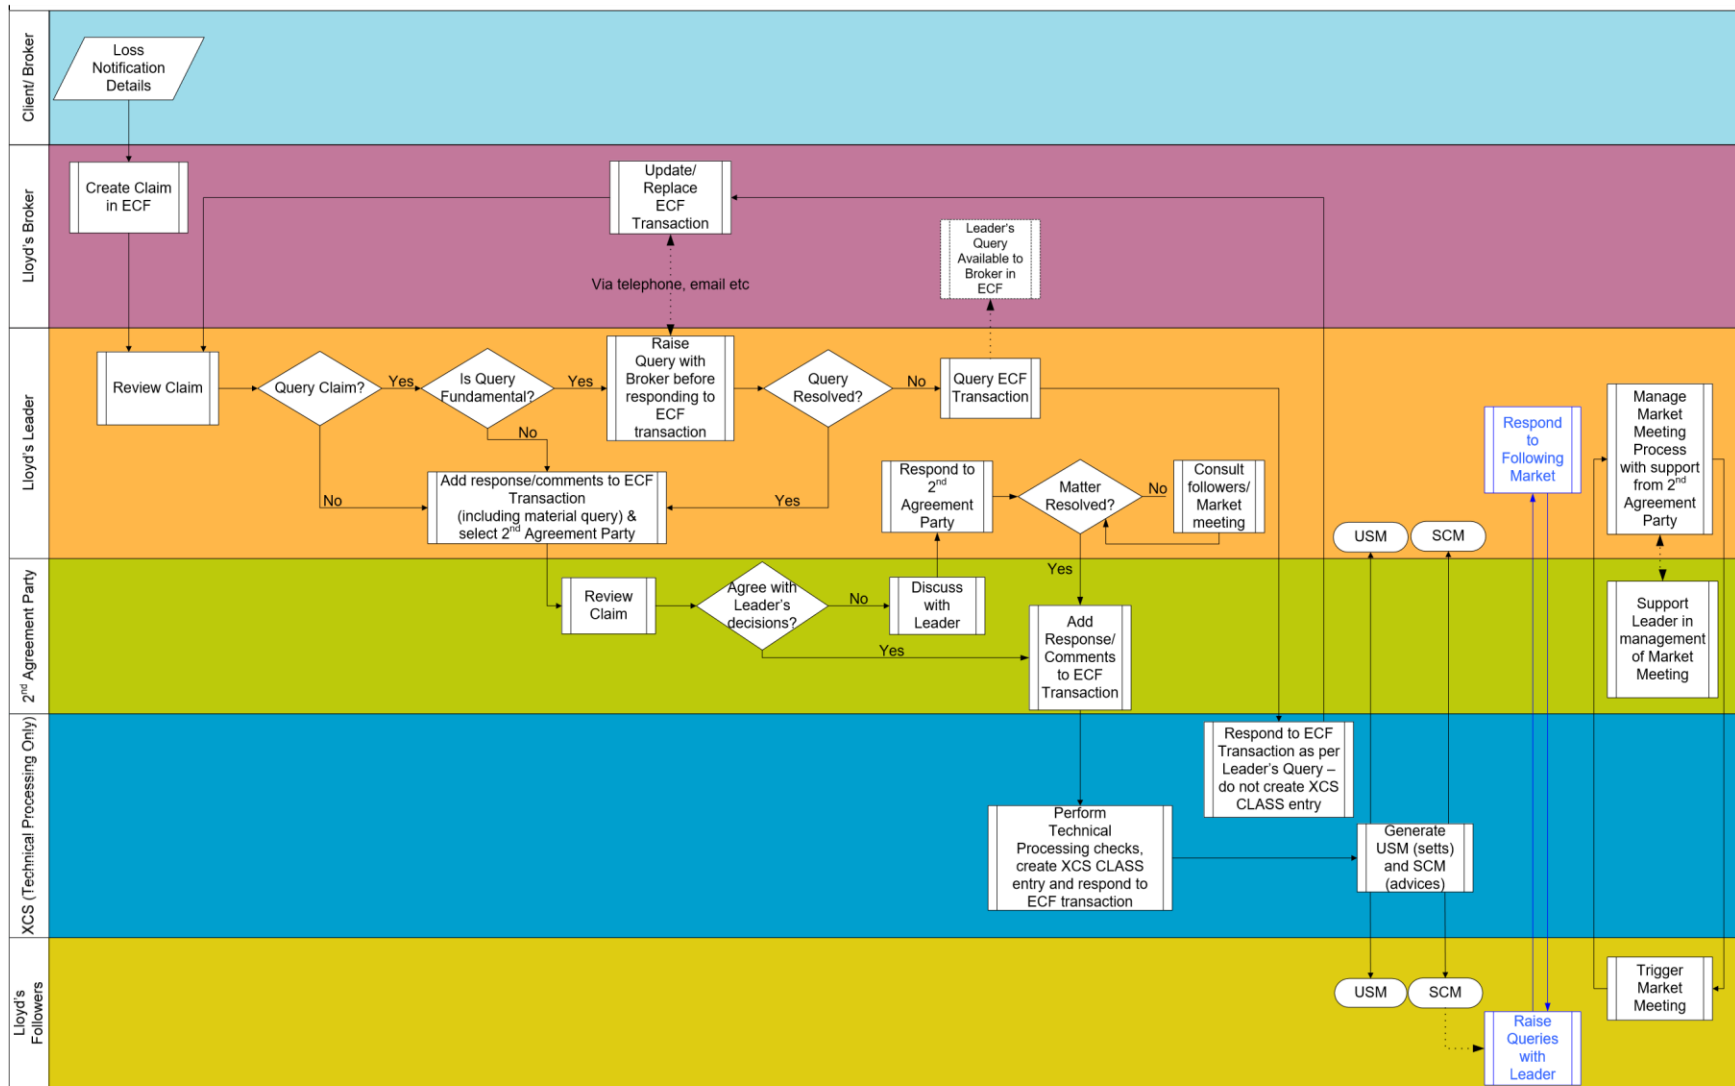 Client/ Broker
Loss
Notification
Details
Lloyd's Broker
Create Claim
in ECF
Update/
Replace
ECF
Transaction
Leader's
Query
Available to
Broker in
ECF
Via telephone, email etc
Lloyd's Leader
Review Claim
Query Claim?
Yes
Is Query
Fundamental?
Yes
Raise
Query with
Broker before
responding to
ECF
transaction
Query
Resolved?
No
Query ECF
Transaction
No
No
Yes
Add response/comments to ECF
Transaction
(including material query) &
select 2nd Agreement Party
Respond to
2nd
Agreement
Party
Matter
Resolved?
No
Consult
followers/
Market
meeting
Respond
to
Following
Market
Manage
Market
Meeting
Process
with support
from 2nd
Agreement
Party
USM
SCM
2nd Agreement Party
Review
Claim
Agree with
Leader's
decisions?
No
Discuss
with
Leader
Yes
Yes
Add
Response/
Comments
to ECF
Transaction
Support
Leader in
management
of Market
Meeting
XCS (Technical Processing Only)
Respond to ECF
Transaction as per
Leader's Query –
do not create XCS
CLASS entry
Perform
Technical
Processing checks,
create XCS CLASS
entry and respond to
ECF transaction
Generate
USM (setts)
and SCM
(advices)
Lloyd's
Followers
USM
SCM
Raise
Queries
with
Leader
Trigger
Market
Meeting